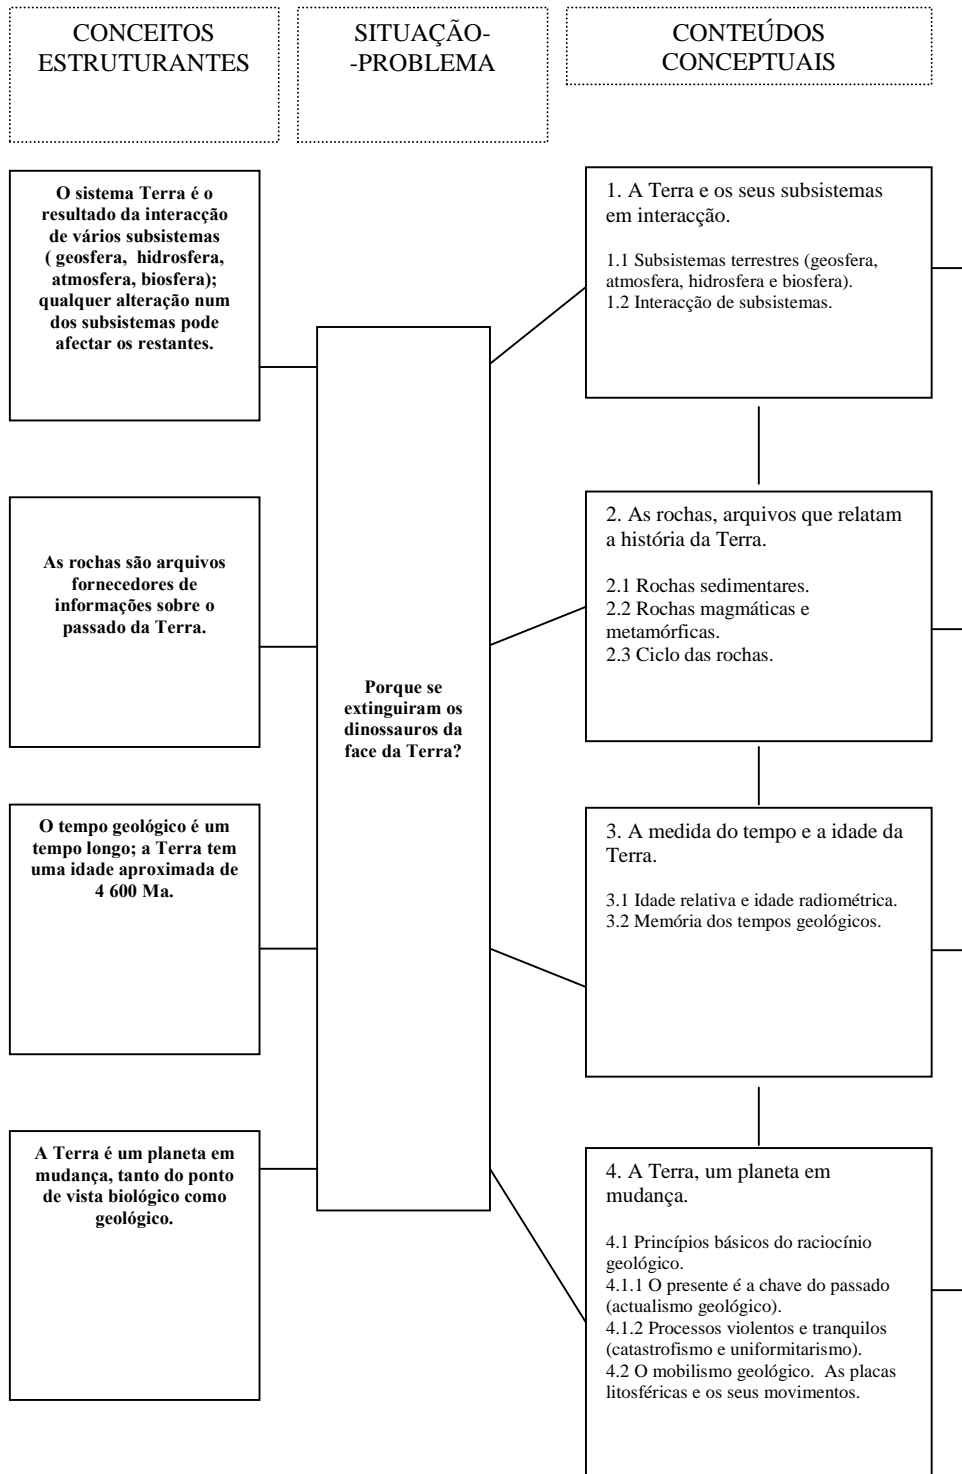 CONCEITOS
ESTRUTURANTES
SITUAÇÃO-
-PROBLEMA
CONTEÚDOS
CONCEPTUAIS
O sistema Terra é o
resultado da interacção
de vários subsistemas
( geosfera, hidrosfera,
atmosfera, biosfera);
qualquer alteração num
dos subsistemas pode
afectar os restantes.
As rochas são arquivos
fornecedores de
informações sobre o
passado da Terra.
O tempo geológico é um
tempo longo; a Terra tem
uma idade aproximada de
4 600 Ma.
A Terra é um planeta em
mudança, tanto do ponto
de vista biológico como
geológico.
Porque se
extinguiram os
dinossauros da
face da Terra?
1. A Terra e os seus subsistemas
em interacção.
1.1 Subsistemas terrestres (geosfera,
atmosfera, hidrosfera e biosfera).
1.2 Interacção de subsistemas.
2. As rochas, arquivos que relatam
a história da Terra.
2.1 Rochas sedimentares.
2.2 Rochas magmáticas e
metamórficas.
2.3 Ciclo das rochas.
3. A medida do tempo e a idade da
Terra.
3.1 Idade relativa e idade radiométrica.
3.2 Memória dos tempos geológicos.
4. A Terra, um planeta em
mudança.
4.1 Princípios básicos do raciocínio
geológico.
4.1.1 O presente é a chave do passado
(actualismo geológico).
4.1.2 Processos violentos e tranquilos
(catastrofismo e uniformitarismo).
4.2 O mobilismo geológico. As placas
litosféricas e os seus movimentos.